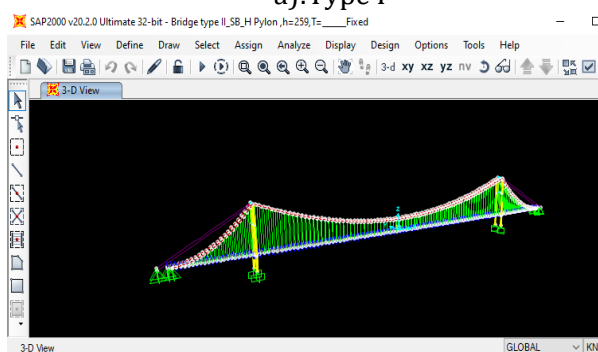 a). Type I
SAP2000 v20.2.0 Ultimate 32-bit - Bridge type II_SB_H Pylon ,h=259,T=_____Fixed
File Edit View Define Draw Select Assign Analyze Display Design Options Tools Help
3-d xy xz yz nv
3-D View
z
3-D View GLOBAL KN